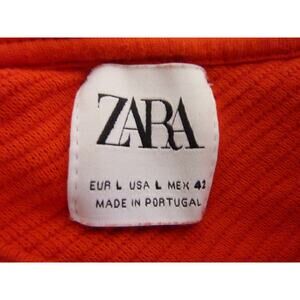 ZARA
EUR L USA L MEX 42
MADE IN PORTUGAL